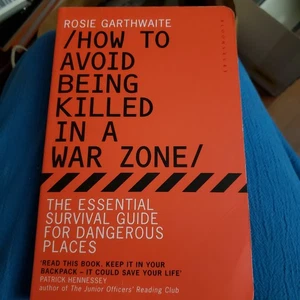 ROSIE GARTHWAITE
/HOW TO
AVOID
BEING
KILLED
IN A
WAR ZONE/
THE ESSENTIAL
SURVIVAL GUIDE
FOR DANGEROUS
PLACES
'READ THIS BOOK. KEEP IT IN YOUR
BACKPACK – IT COULD SAVE YOUR LIFE'
PATRICK HENNESSEY
author of The Junior Officers' Reading Club
BLOOMSBURY